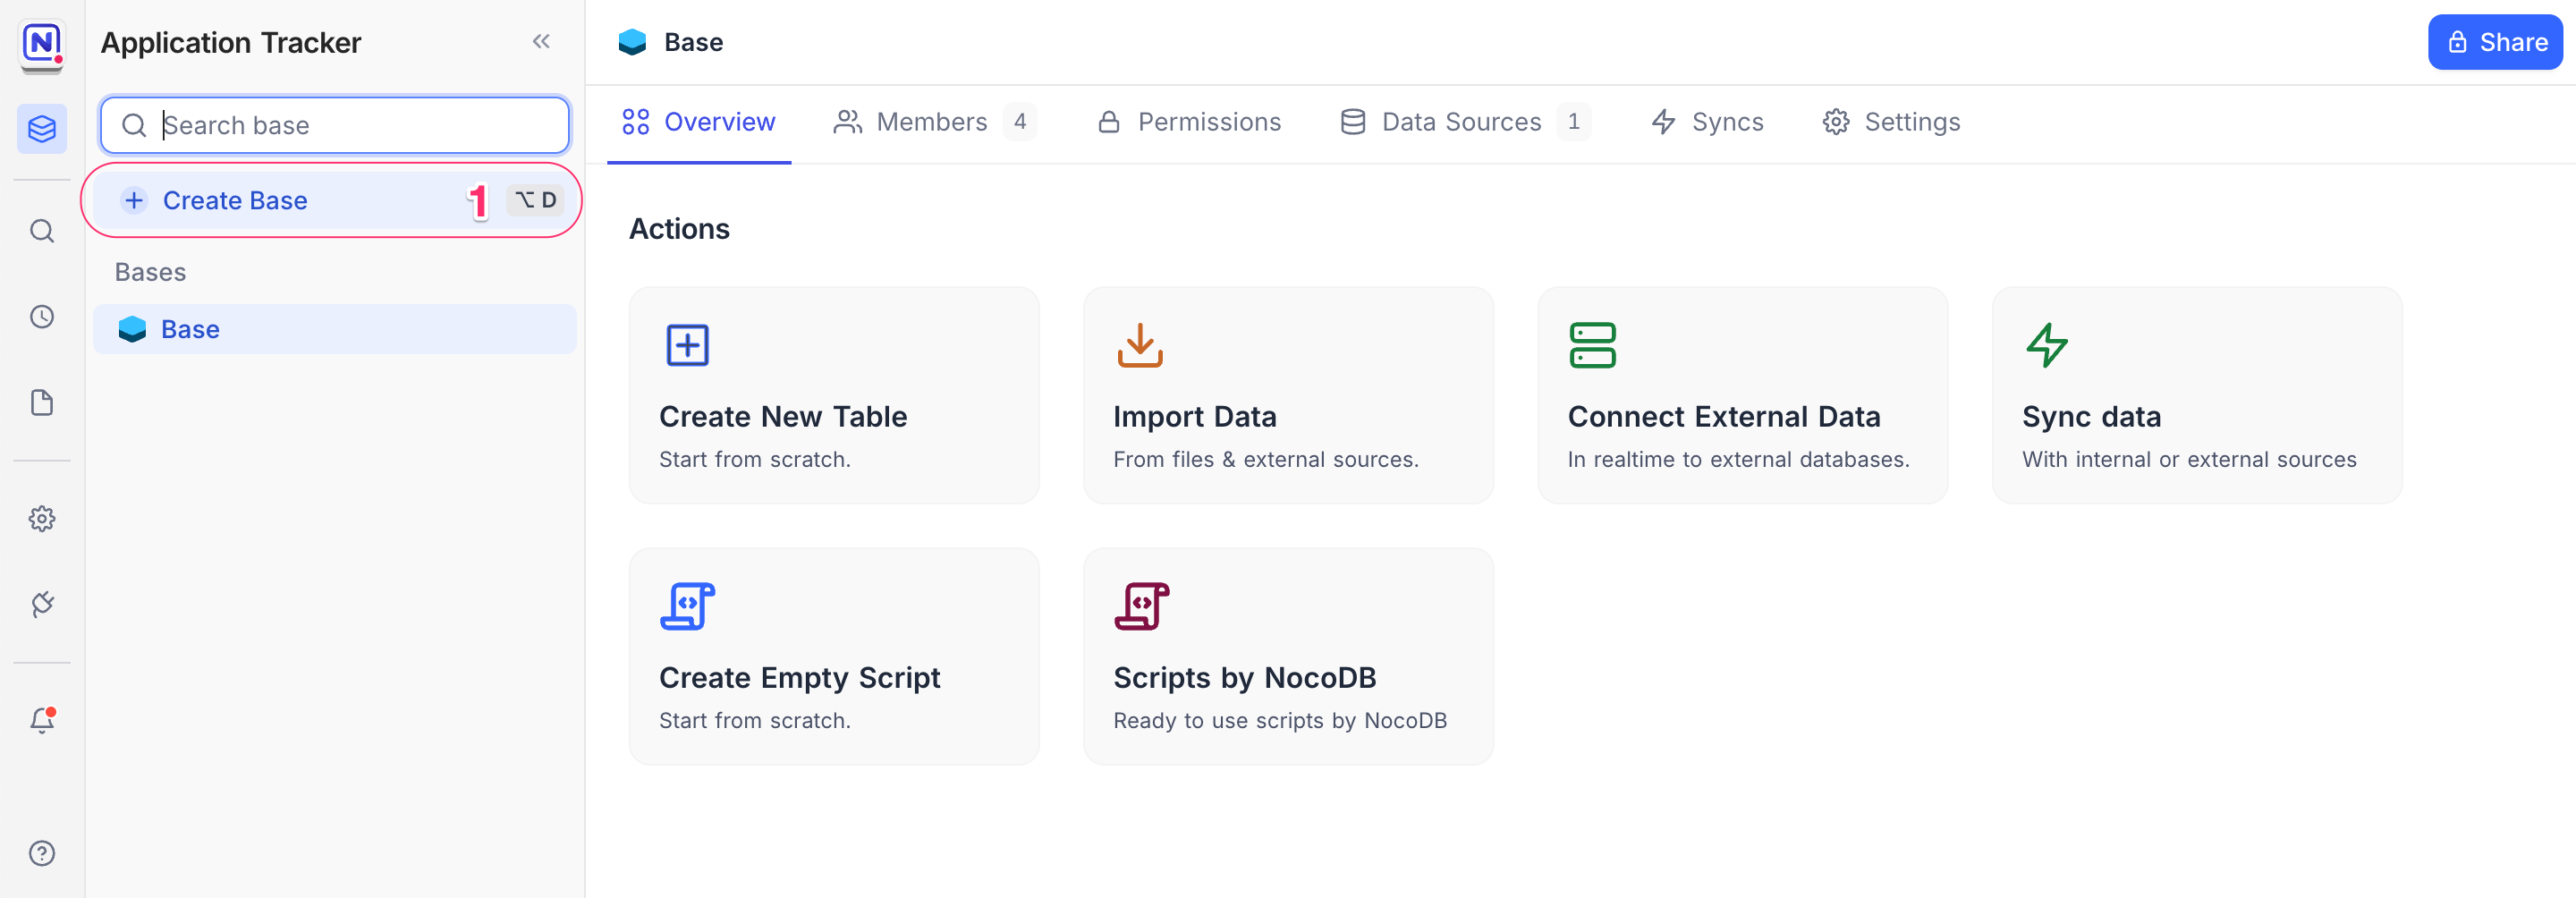 Application Tracker
Search base
Create Base 1 ⌥ D
Bases
Base
Base
Share
Overview Members 4 Permissions Data Sources 1 Syncs Settings
Actions
Create New Table
Start from scratch.
Import Data
From files & external sources.
Connect External Data
In realtime to external databases.
Sync data
With internal or external sources
Create Empty Script
Start from scratch.
Scripts by NocoDB
Ready to use scripts by NocoDB